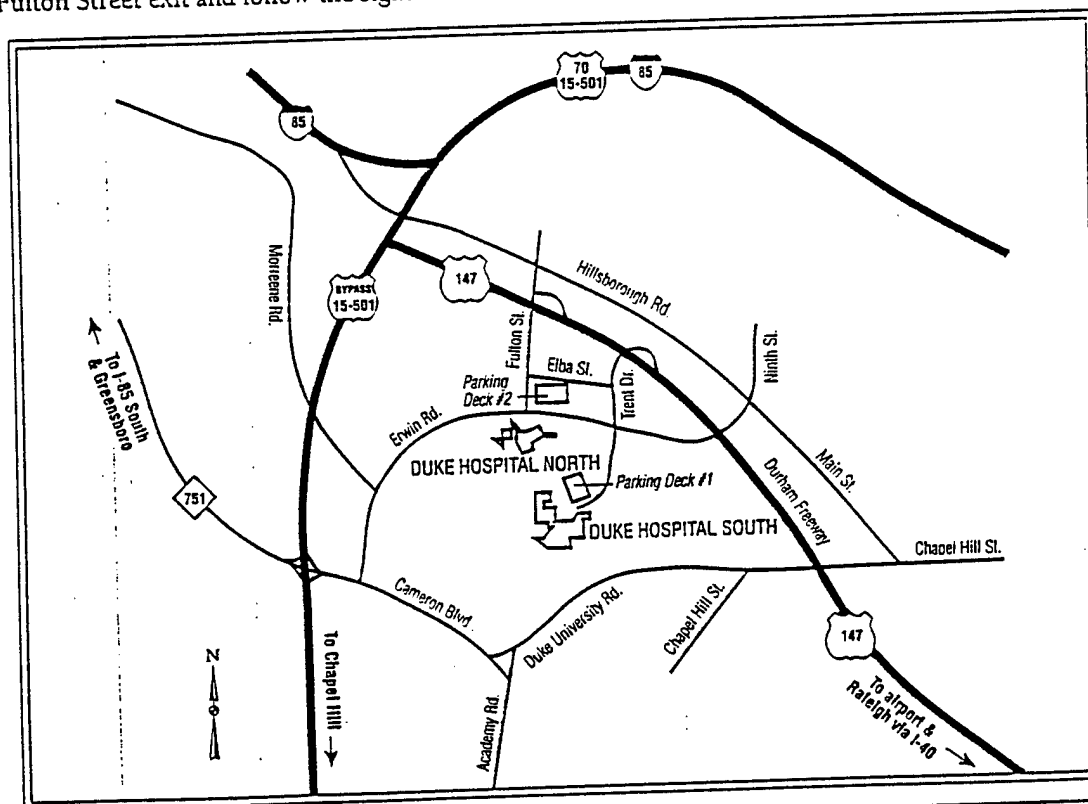 Fulton Street exit and follow the sign
70
15-501
85
85
Morreene Rd.
BYPASS
15-501
147
Hillsborough Rd.
Fulton St.
Ninth St.
Elba St.
Trent Dr.
Parking
Deck #2
To I-85 South
& Greensboro
Erwin Rd.
DUKE HOSPITAL NORTH
Parking Deck #1
Main St.
Durham Freeway
751
DUKE HOSPITAL SOUTH
Chapel Hill St.
Cameron Blvd.
Duke University Rd.
Chapel Hill St.
147
N
To Chapel Hill
Academy Rd.
To airport &
Raleigh via I-40